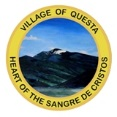 VILLAGE OF QUESTA
HEART OF THE SANGRE DE CRISTOS